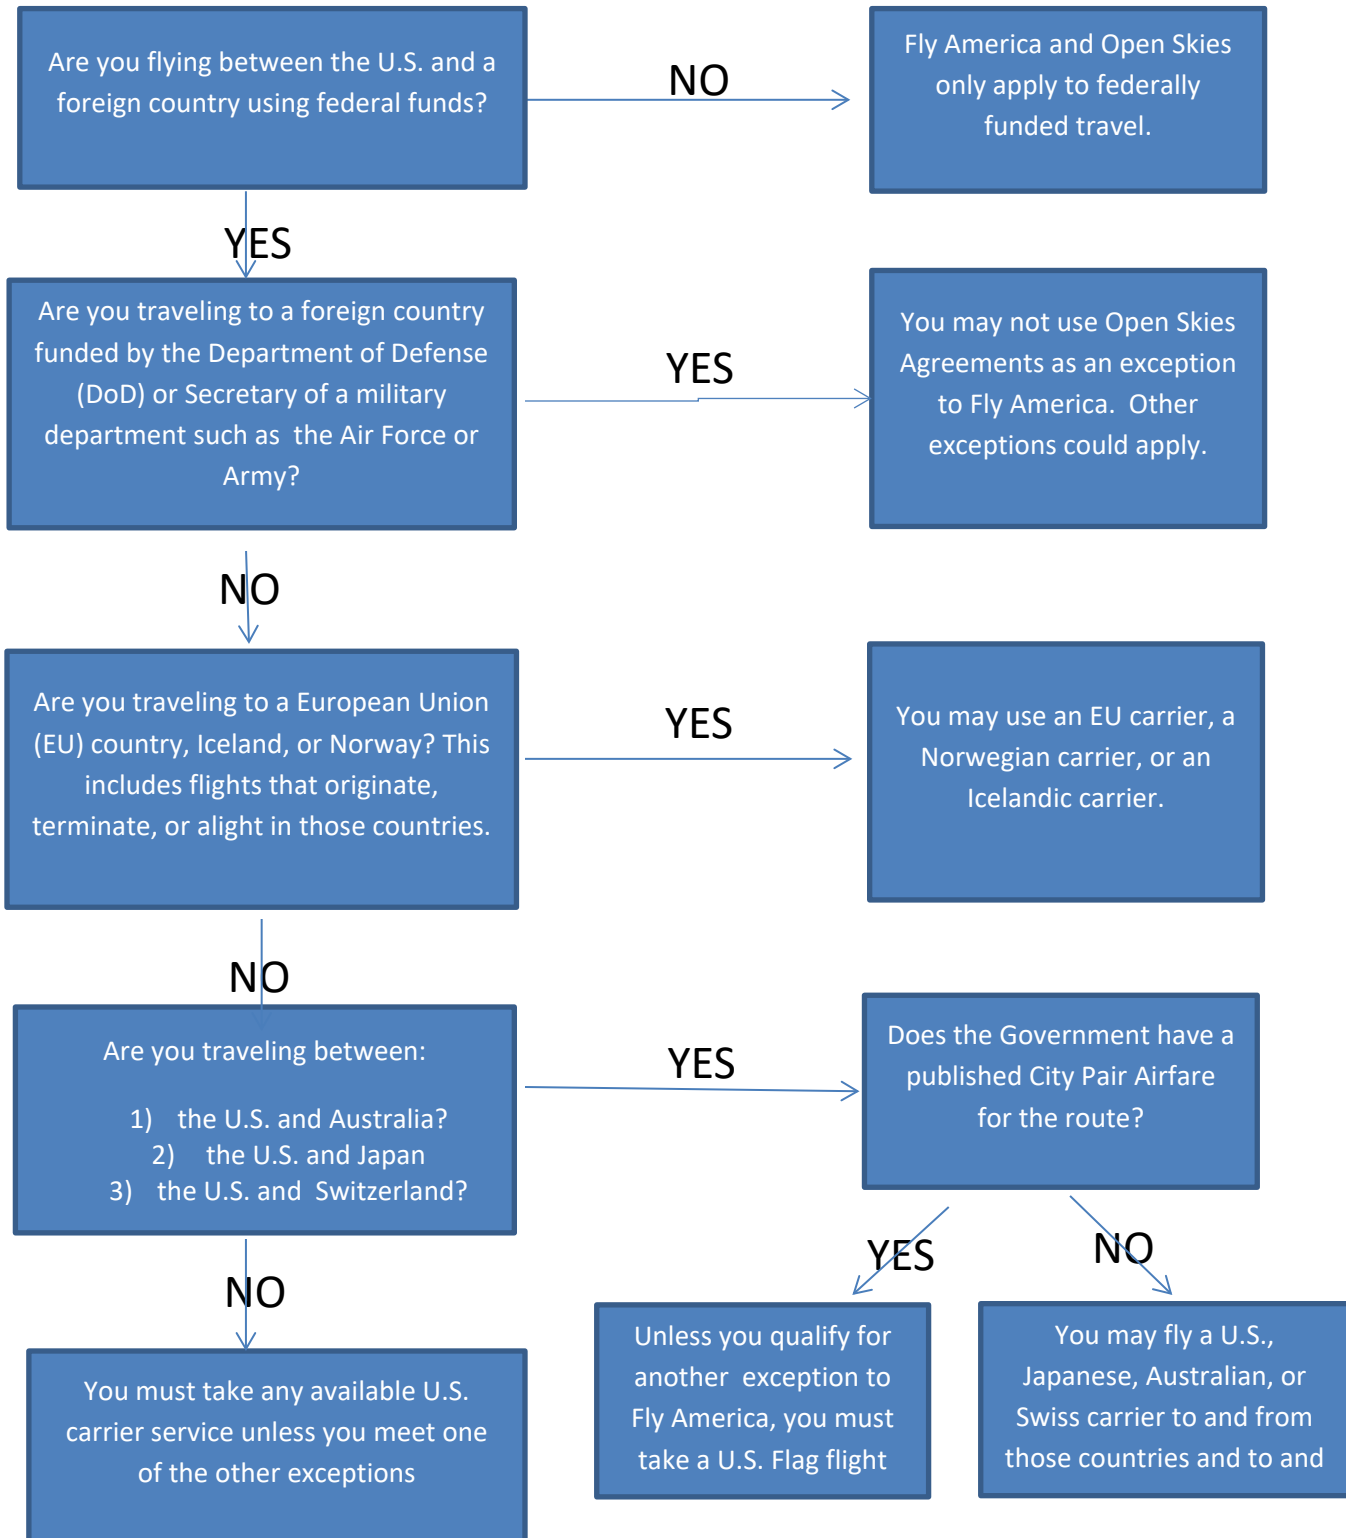 Are you flying between the U.S. and a
foreign country using federal funds?
NO
Fly America and Open Skies
only apply to federally
funded travel.
YES
Are you traveling to a foreign country
funded by the Department of Defense
(DoD) or Secretary of a military
department such as  the Air Force or
Army?
YES
You may not use Open Skies
Agreements as an exception
to Fly America.  Other
exceptions could apply.
NO
Are you traveling to a European Union
(EU) country, Iceland, or Norway? This
includes flights that originate,
terminate, or alight in those countries.
YES
You may use an EU carrier, a
Norwegian carrier, or an
Icelandic carrier.
NO
Are you traveling between:
1) the U.S. and Australia?
2) the U.S. and Japan
3) the U.S. and  Switzerland?
YES
Does the Government have a
published City Pair Airfare
for the route?
NO
You must take any available U.S.
carrier service unless you meet one
of the other exceptions
YES
Unless you qualify for
another  exception to
Fly America, you must
take a U.S. Flag flight
NO
You may fly a U.S.,
Japanese, Australian, or
Swiss carrier to and from
those countries and to and